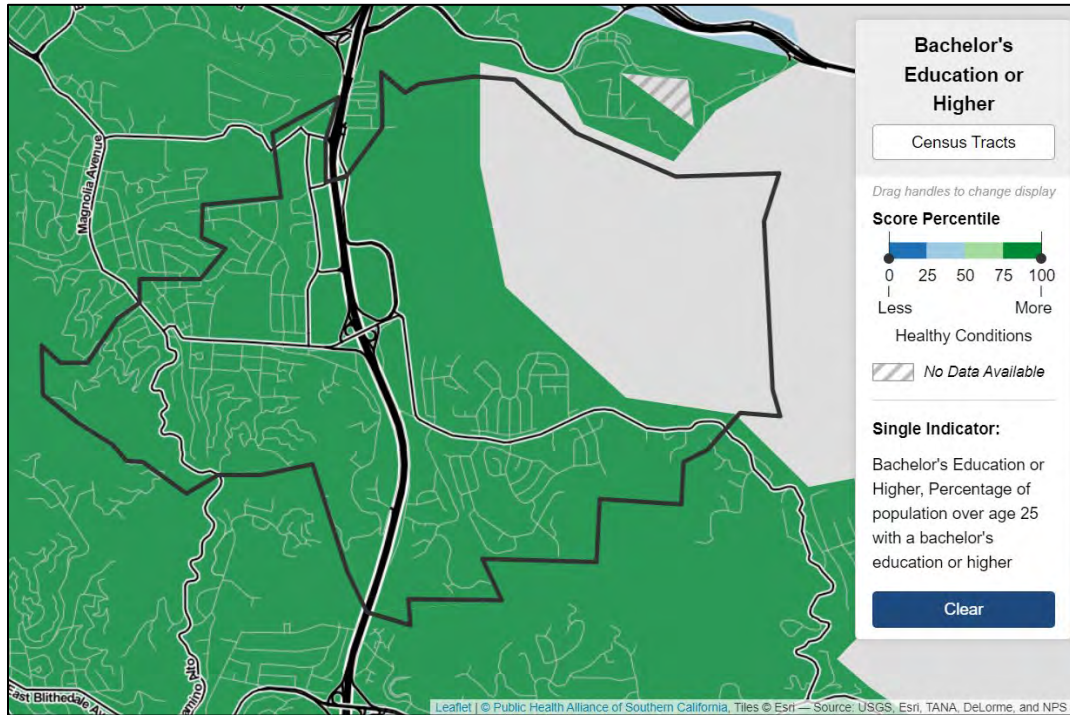 Bachelor's
Education or
Higher
Census Tracts
Drag handles to change display
Score Percentile
0 25 50 75 100
Less More
Healthy Conditions
No Data Available
Single Indicator:
Bachelor's Education or
Higher, Percentage of
population over age 25
with a bachelor's
education or higher
Clear
Magnolia Avenue
East Blithedale Av
amino Alto
Leaflet | © Public Health Alliance of Southern California, Tiles © Esri — Source: USGS, Esri, TANA, DeLorme, and NPS